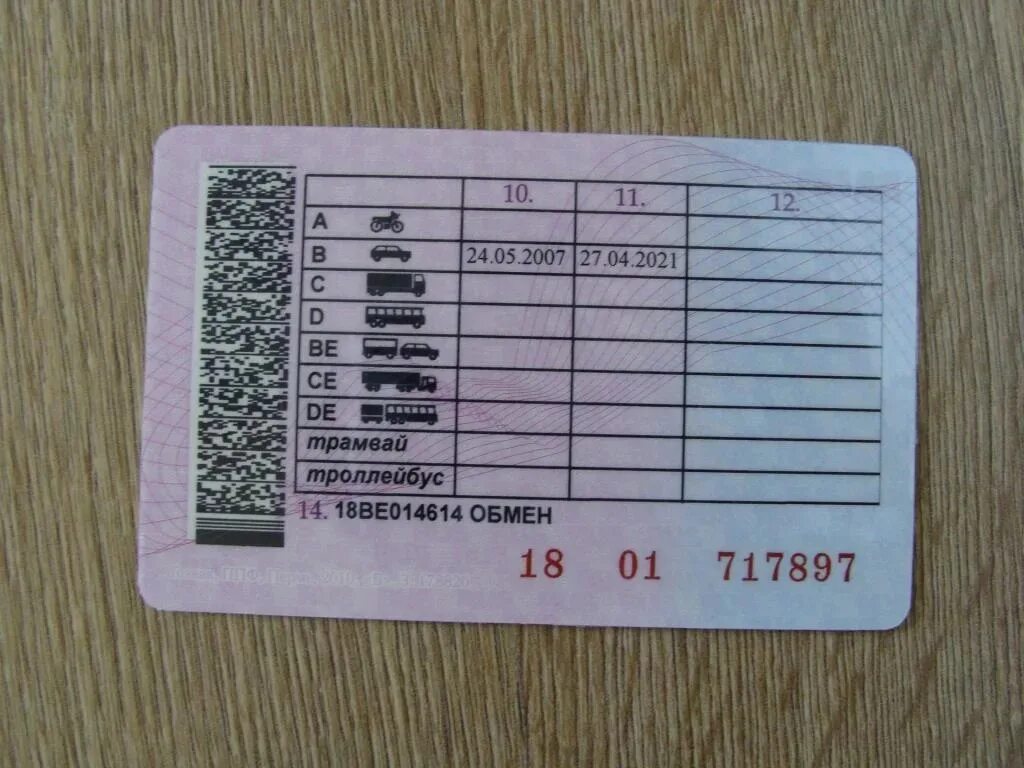 10. 11. 12.
A
B 24.05.2007 27.04.2021
C
D
BE
CE
DE
трамвай
троллейбус
14. 18ВЕ014614 ОБМЕН
18 01 717897